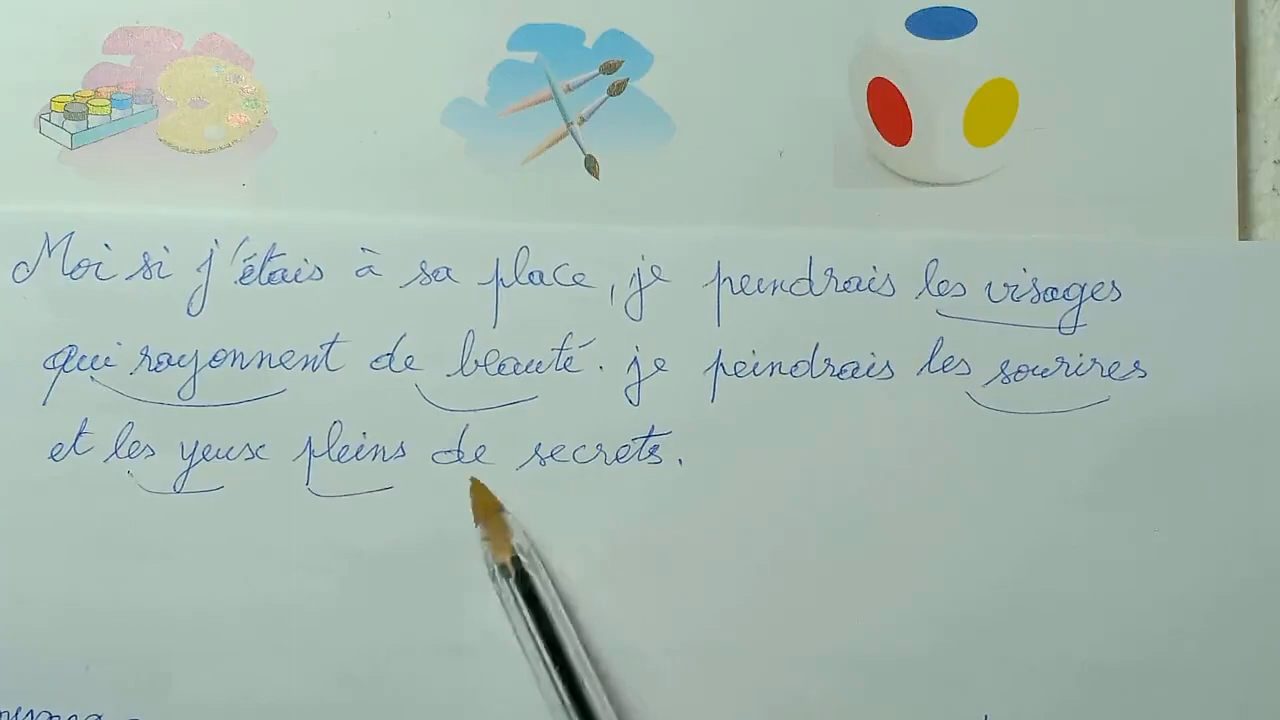 Moi si j'étais à sa place, je peindrais les visages
qui rayonnent de beauté. je peindrais les sourires
et les yeux pleins de secrets.